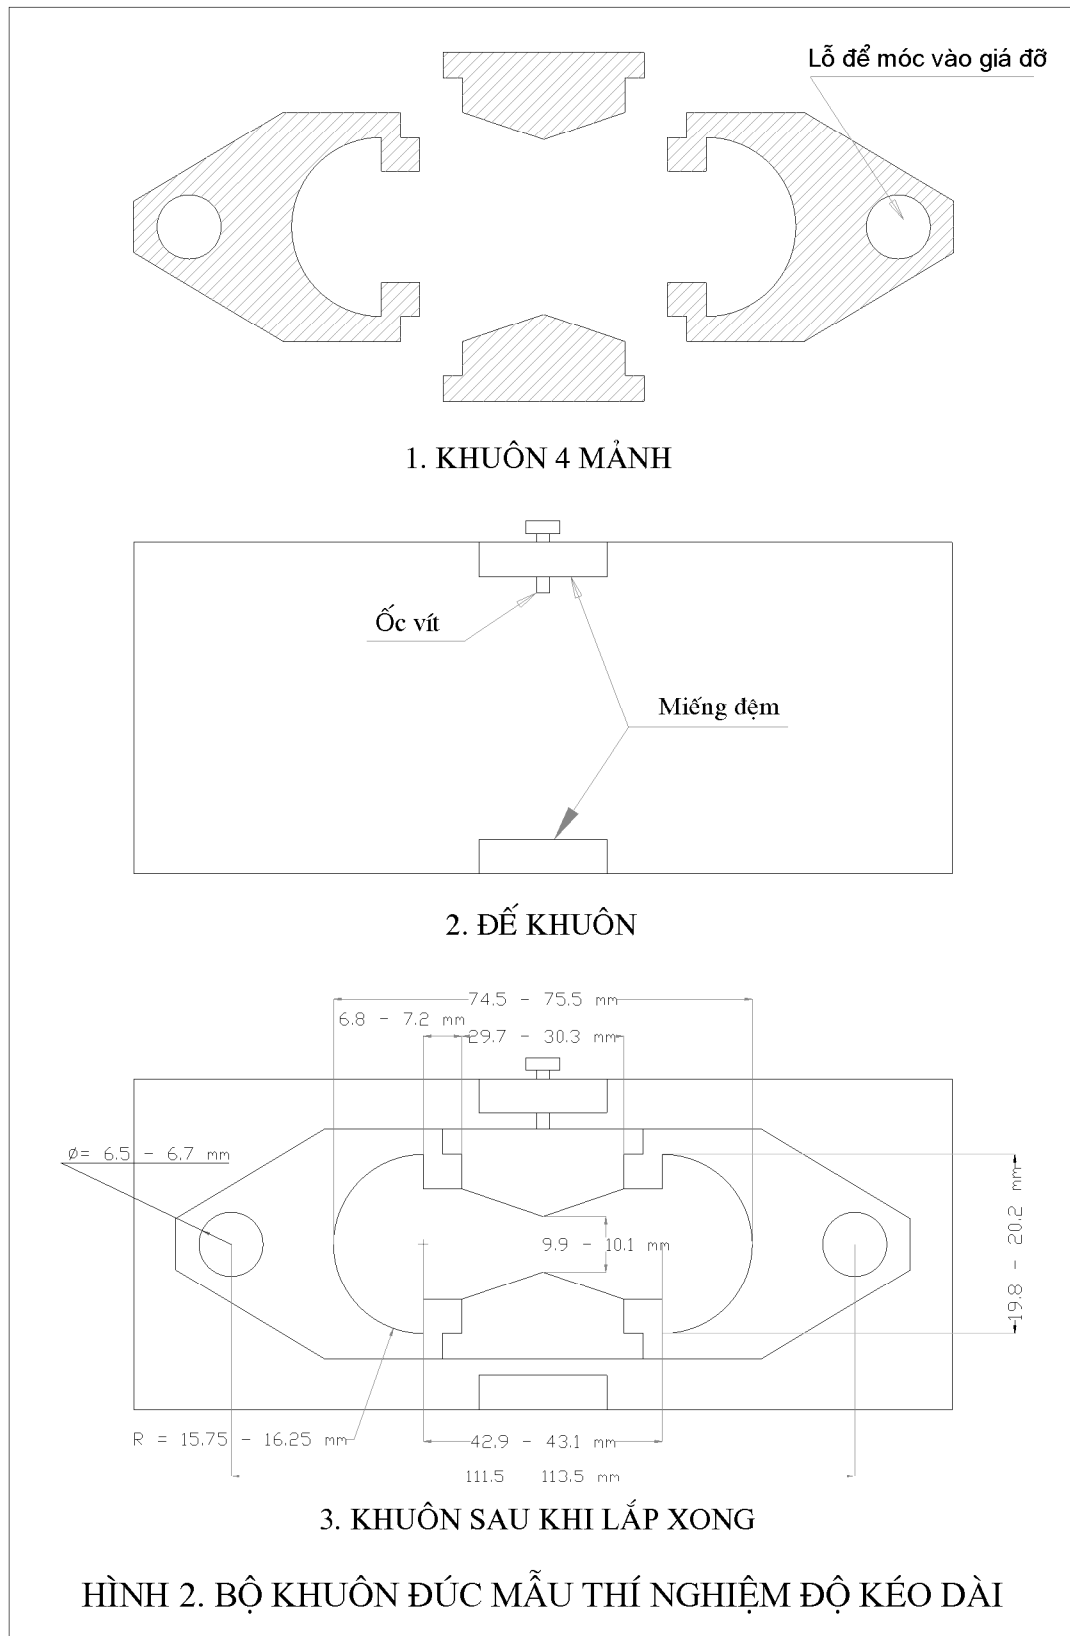 Lỗ để móc vào giá đỡ
1. KHUÔN 4 MẢNH
Ốc vít
Miếng đệm
2. ĐẾ KHUÔN
74.5 - 75.5 mm
6.8 - 7.2 mm
29.7 - 30.3 mm
Ø= 6.5 - 6.7 mm
9.9 - 10.1 mm
19.8 - 20.2 mm
R = 15.75 - 16.25 mm
42.9 - 43.1 mm
111.5 113.5 mm
3. KHUÔN SAU KHI LẮP XONG
HÌNH 2. BỘ KHUÔN ĐÚC MẪU THÍ NGHIỆM ĐỘ KÉO DÀI